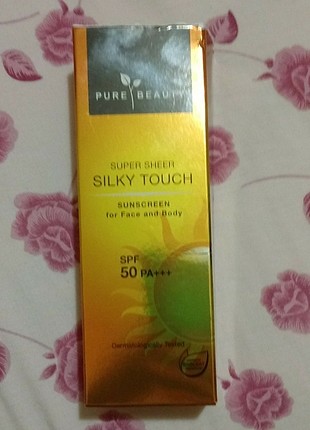 PURE BEAUTY
SUPER SHEER
SILKY TOUCH
SUNSCREEN
for Face and Body
SPF
50 PA+++
Dermatologically Tested